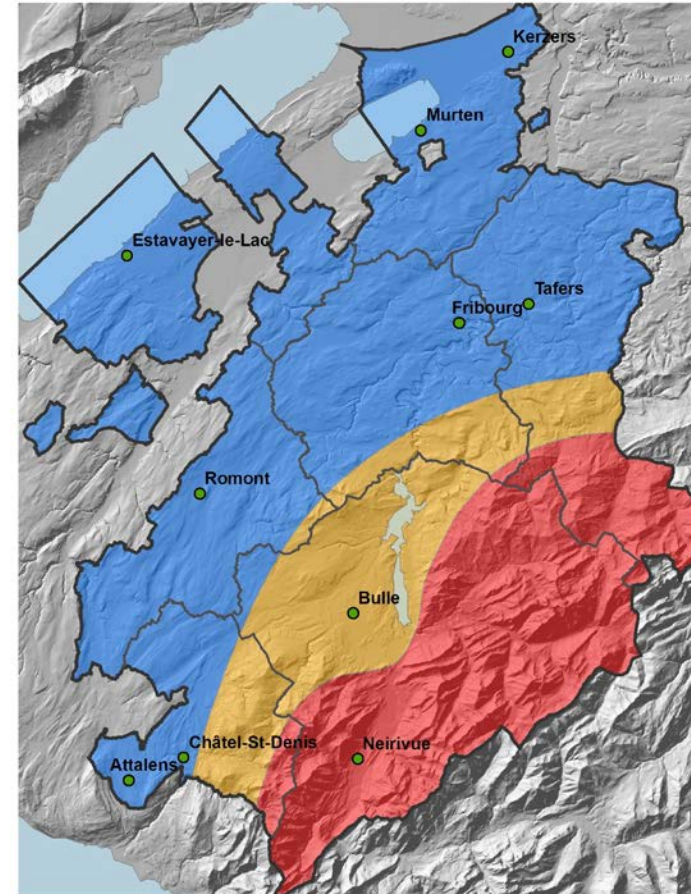 Kerzers
Murten
Estavayer-le-Lac
Tafers
Fribourg
Romont
Bulle
Châtel-St-Denis
Neirivue
Attalens